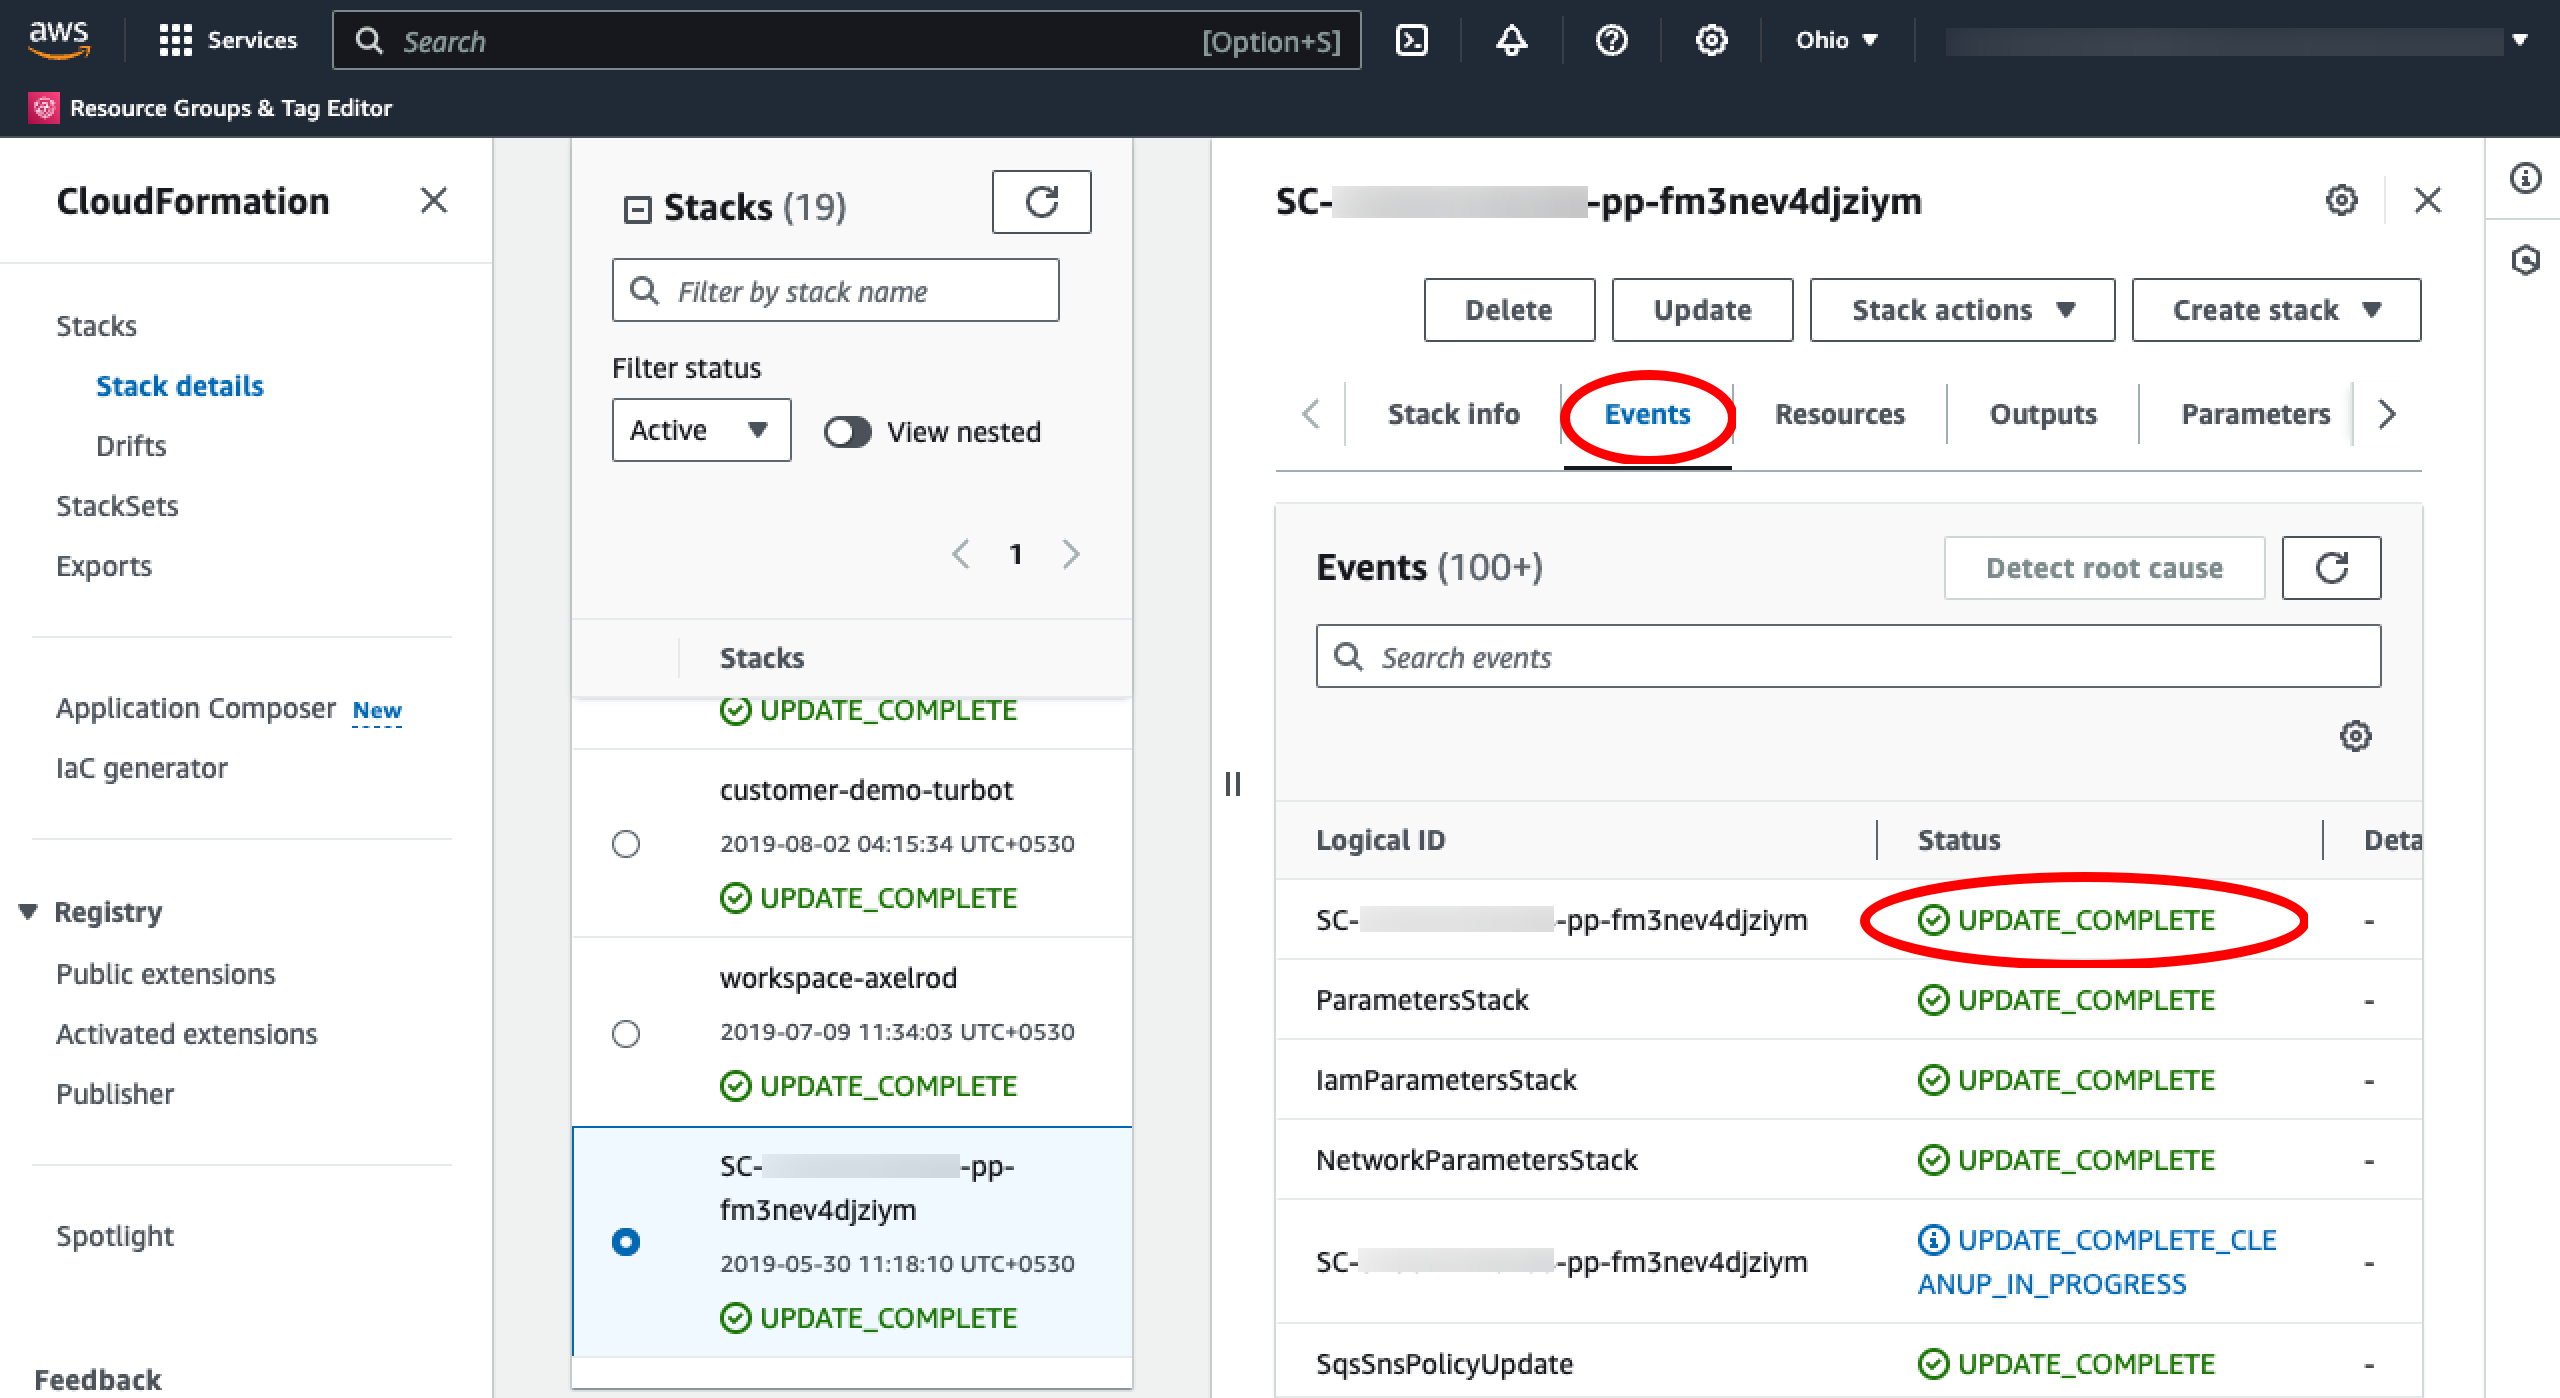 aws
Services
Search
[Option+S]
Ohio
Resource Groups & Tag Editor
CloudFormation
Stacks
Stack details
Drifts
StackSets
Exports
Application Composer New
IaC generator
Registry
Public extensions
Activated extensions
Publisher
Spotlight
Feedback
Stacks (19)
Filter by stack name
Filter status
Active
View nested
1
Stacks
UPDATE_COMPLETE
customer-demo-turbot
2019-08-02 04:15:34 UTC+0530
UPDATE_COMPLETE
workspace-axelrod
2019-07-09 11:34:03 UTC+0530
UPDATE_COMPLETE
SC- -pp-
fm3nev4djziym
2019-05-30 11:18:10 UTC+0530
UPDATE_COMPLETE
SC- -pp-fm3nev4djziym
Delete
Update
Stack actions
Create stack
Stack info
Events
Resources
Outputs
Parameters
Events (100+)
Detect root cause
Search events
Logical ID
Status
Deta
SC- -pp-fm3nev4djziym
UPDATE_COMPLETE
-
ParametersStack
UPDATE_COMPLETE
-
IamParametersStack
UPDATE_COMPLETE
-
NetworkParametersStack
UPDATE_COMPLETE
-
SC- -pp-fm3nev4djziym
UPDATE_COMPLETE_CLE
ANUP_IN_PROGRESS
-
SqsSnsPolicyUpdate
UPDATE_COMPLETE
-